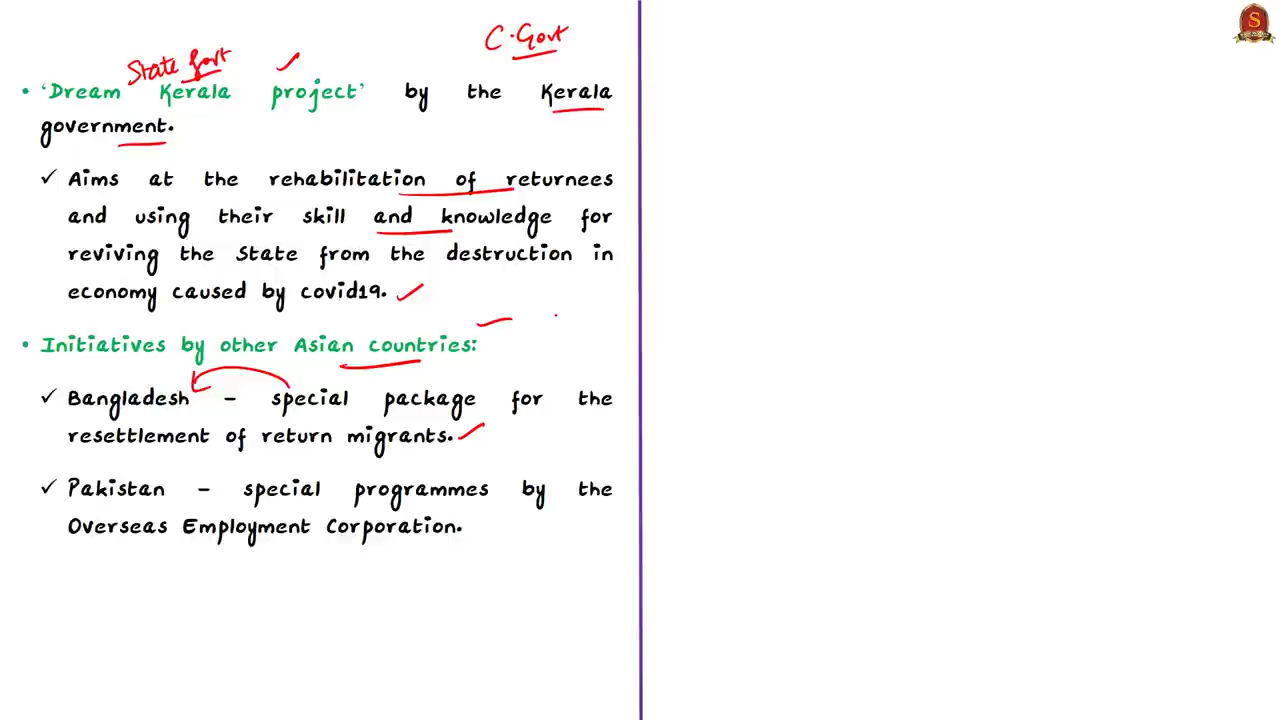 C.Govt
State Govt
• 'Dream Kerala project' by the Kerala
government.
✓ Aims at the rehabilitation of returnees
and using their skill and knowledge for
reviving the State from the destruction in
economy caused by covid19.
• Initiatives by other Asian countries:
✓ Bangladesh - special package for the
resettlement of return migrants.
✓ Pakistan - special programmes by the
Overseas Employment Corporation.
S